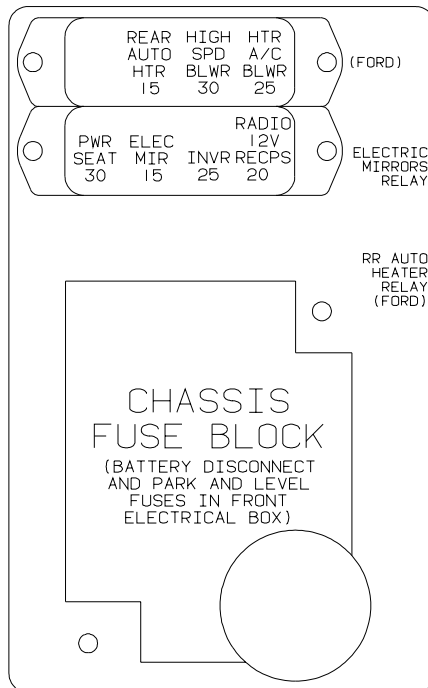 REAR HIGH HTR
AUTO SPD A/C
HTR BLWR BLWR
15 30 25
(FORD)
RADIO
PWR ELEC 12V
SEAT MIR INVR RECPS
30 15 25 20
ELECTRIC
MIRRORS
RELAY
RR AUTO
HEATER
RELAY
(FORD)
CHASSIS
FUSE BLOCK
(BATTERY DISCONNECT
AND PARK AND LEVEL
FUSES IN FRONT
ELECTRICAL BOX)